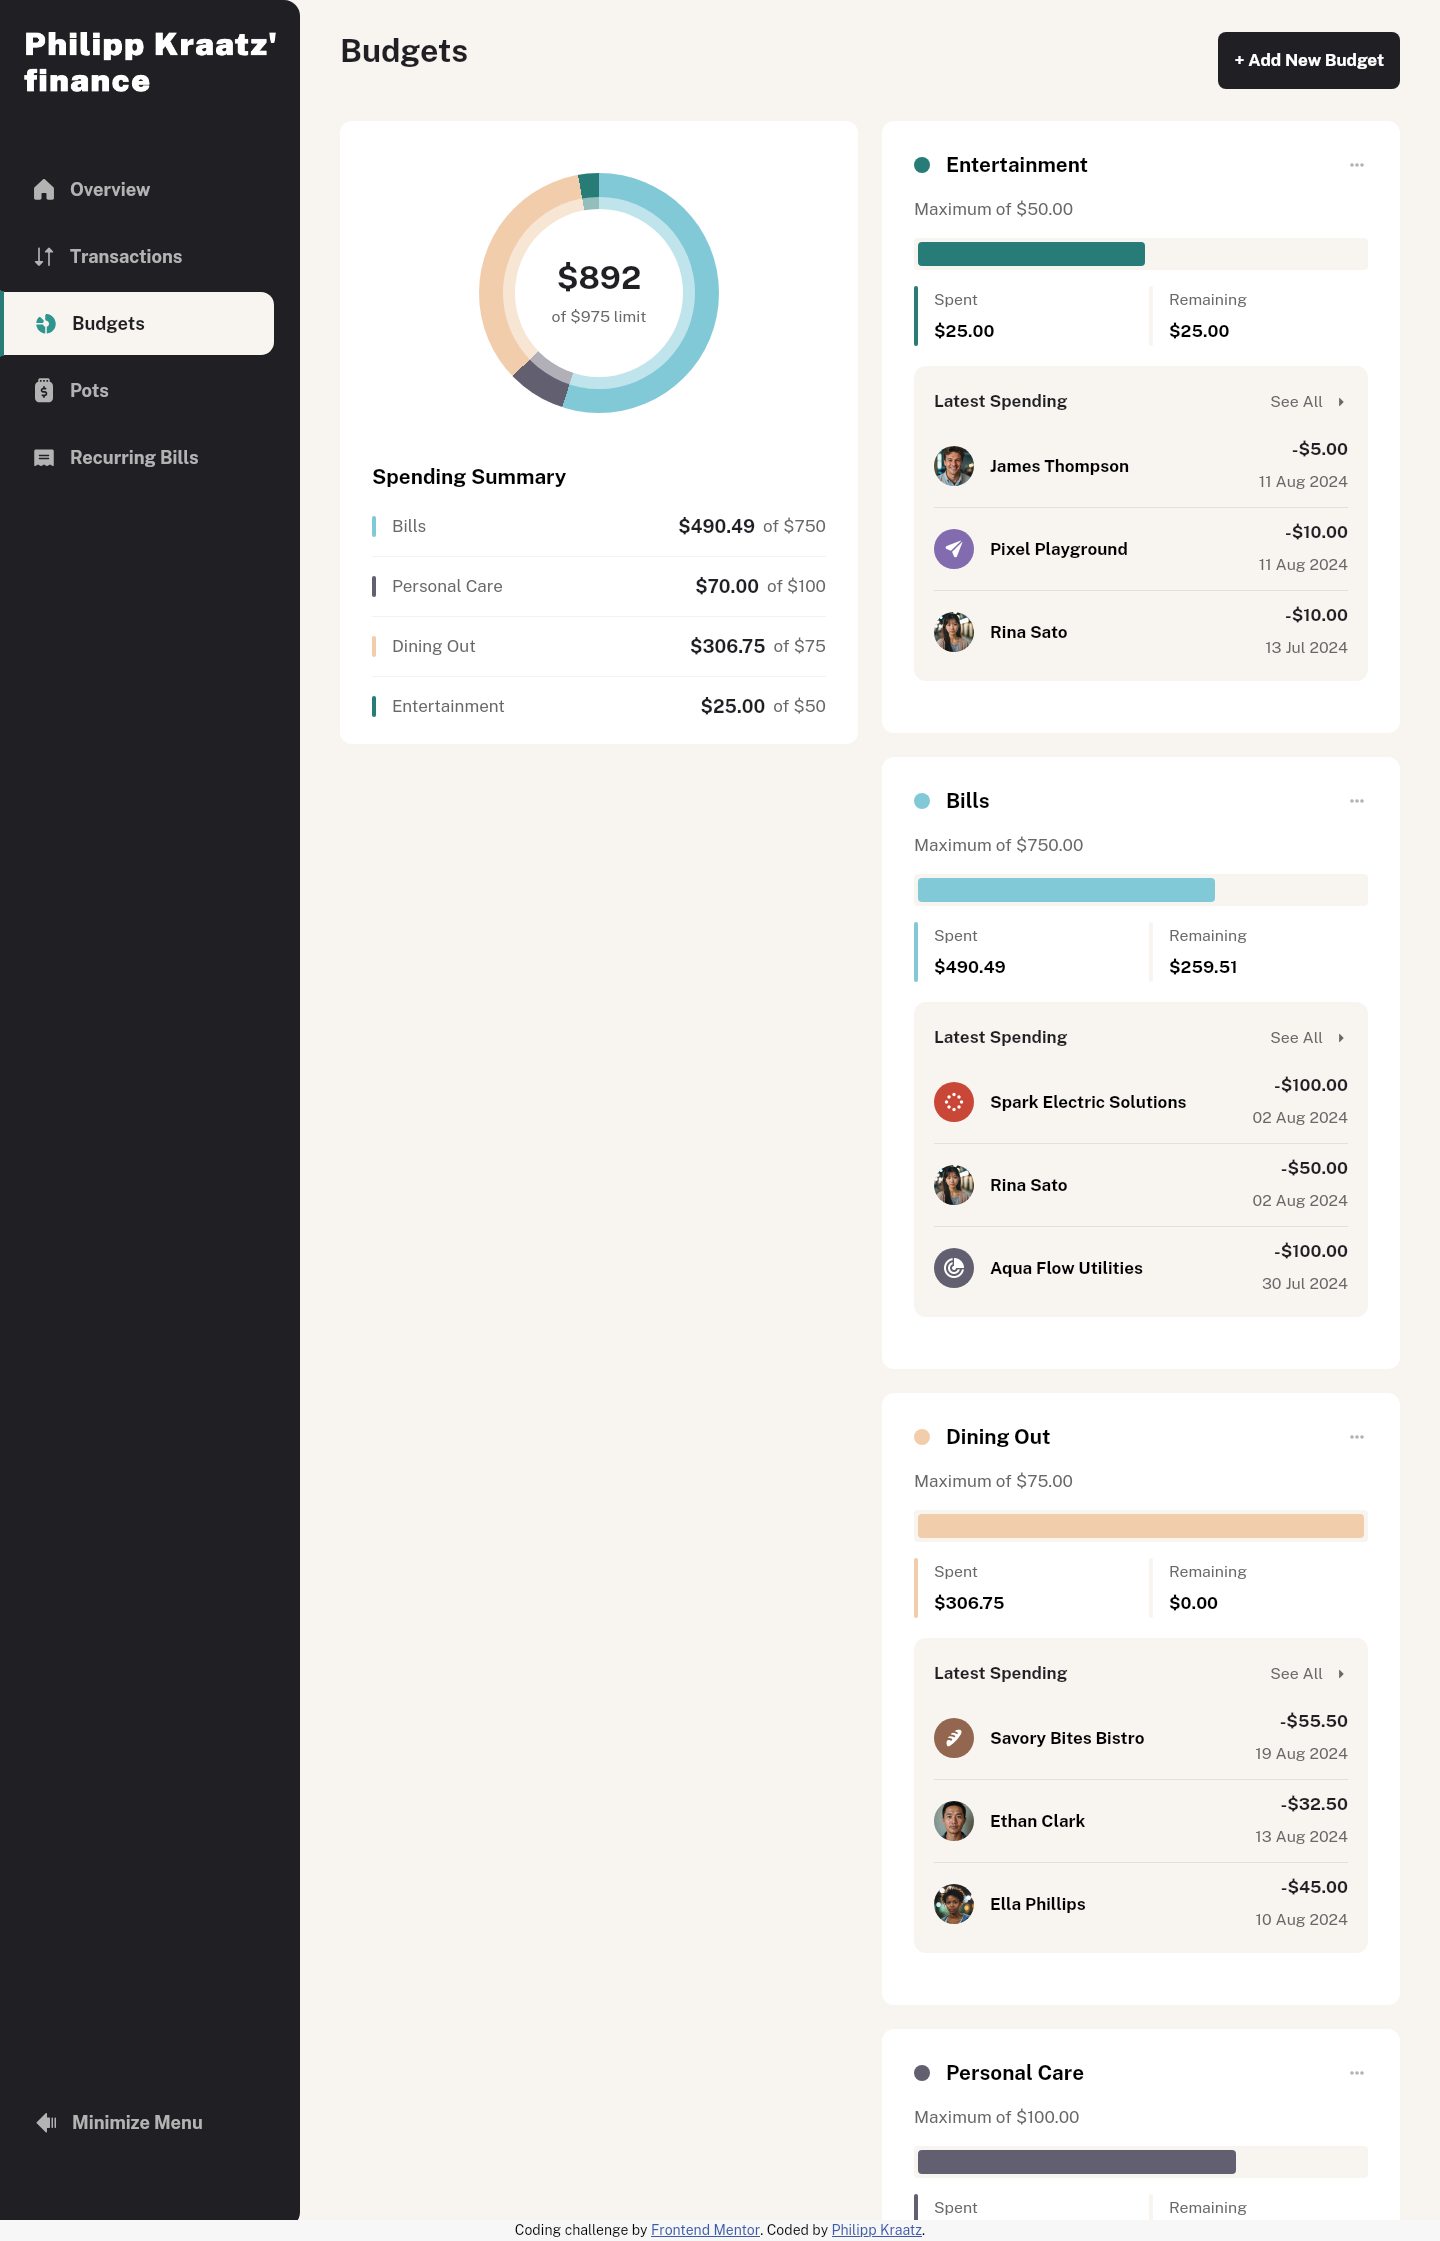 Philipp Kraatz'
finance
Overview
Transactions
Budgets
Pots
Recurring Bills
Minimize Menu
Budgets
+ Add New Budget
$892
of $975 limit
Spending Summary
Bills $490.49 of $750
Personal Care $70.00 of $100
Dining Out $306.75 of $75
Entertainment $25.00 of $50
Entertainment
Maximum of $50.00
Spent Remaining
$25.00 $25.00
Latest Spending See All
James Thompson -$5.00
11 Aug 2024
Pixel Playground -$10.00
11 Aug 2024
Rina Sato -$10.00
13 Jul 2024
Bills
Maximum of $750.00
Spent Remaining
$490.49 $259.51
Latest Spending See All
Spark Electric Solutions -$100.00
02 Aug 2024
Rina Sato -$50.00
02 Aug 2024
Aqua Flow Utilities -$100.00
30 Jul 2024
Dining Out
Maximum of $75.00
Spent Remaining
$306.75 $0.00
Latest Spending See All
Savory Bites Bistro -$55.50
19 Aug 2024
Ethan Clark -$32.50
13 Aug 2024
Ella Phillips -$45.00
10 Aug 2024
Personal Care
Maximum of $100.00
Spent Remaining
Coding challenge by Frontend Mentor. Coded by Philipp Kraatz.